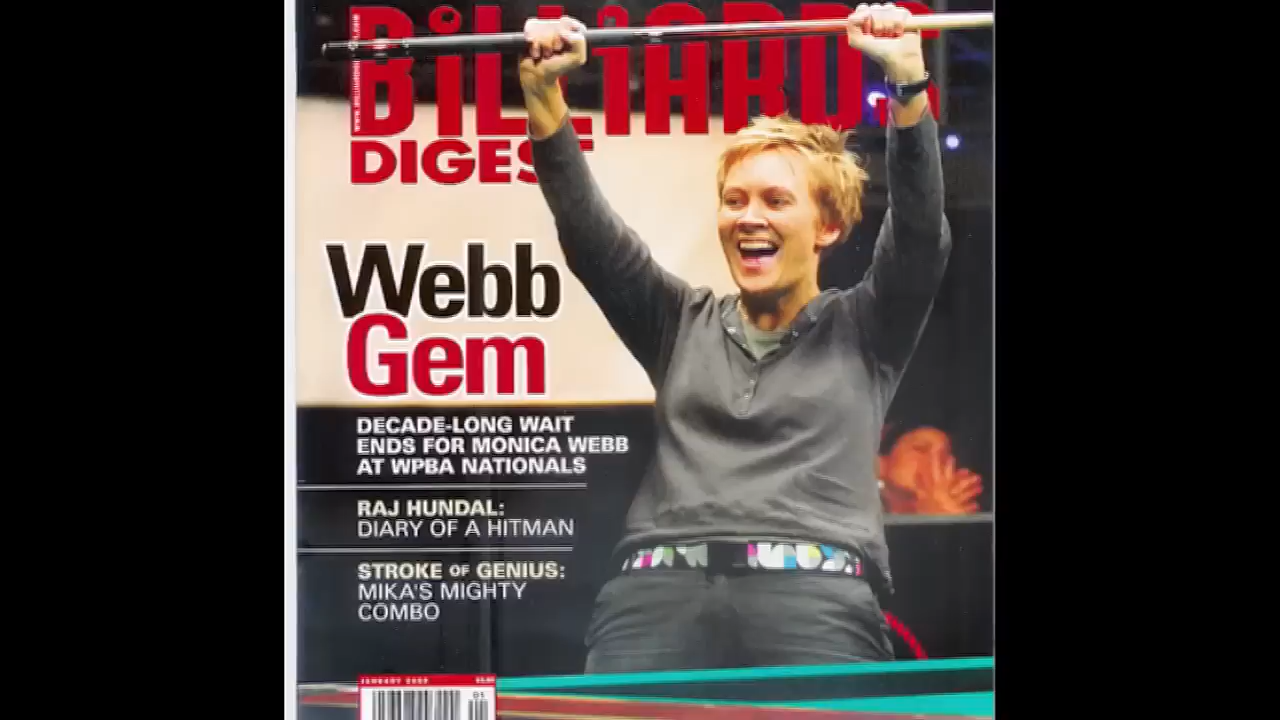 BiLLiARDS
DIGEST
Webb
Gem
DECADE-LONG WAIT
ENDS FOR MONICA WEBB
AT WPBA NATIONALS
RAJ HUNDAL:
DIARY OF A HITMAN
STROKE OF GENIUS:
MIKA'S MIGHTY
COMBO
01